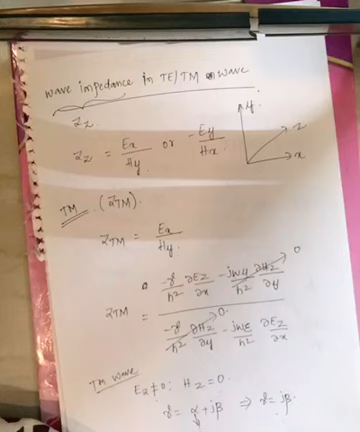 wave impedance in TE/TM wave
Zz
Zz = Ex/Hy or -Ey/Hx
y
z
x
TM (ZTM).
ZTM = Ex/Hy
ZTM = (-γ/h² ∂Ez/∂x - jωμ/h² ∂Hz/∂y → 0) / (-γ/h² ∂Hz/∂y → 0 - jωε/h² ∂Ez/∂x)
TM wave
Ez ≠ 0; Hz = 0.
γ = α + jβ ⇒ γ = jβ.